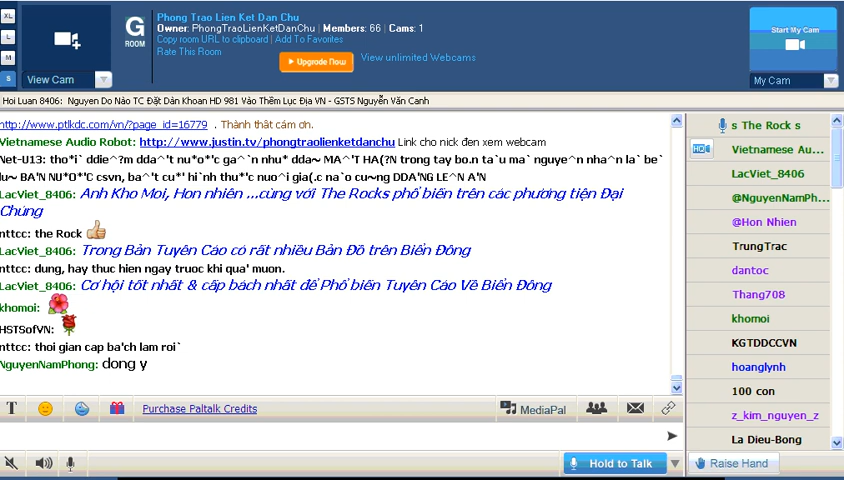 XL
L
M
S
View Cam
G
ROOM
Phong Trao Lien Ket Dan Chu
Owner: PhongTraoLienKetDanChu | Members: 66 | Cams: 1
Copy room URL to clipboard | Add To Favorites
Rate This Room
Upgrade Now
View unlimited Webcams
Start My Cam
My Cam
Hoi Luan 8406: Nguyen Do Nào TC Đặt Dàn Khoan HD 981 Vào Thềm Lục Địa VN - GSTS Nguyễn Văn Canh
http://www.ptlkdc.com/vn/?page_id=16779 . Thành thật cám ơn.
Vietnamese Audio Robot: http://www.justin.tv/phongtraolienketdanchu Link cho nick đen xem webcam
Net-U13: tho*i` ddie^?m dda^'t nu*o*'c ga^`n nhu* dda~ MA^'T HA(?N trong tay bo.n ta`u ma` nguye^n nha^n la` be`
lu~ BA'N NU*O*'C csvn, ba^'t cu*' hi`nh thu*'c nuo^i gia(.c na`o cu~ng DDA'NG LE^N A'N
LacViet_8406: Anh Kho Moi, Hon nhiên ...cùng với The Rocks phổ biến trên các phương tiện Đại
Chúng
nttcc: the Rock
LacViet_8406: Trong Bản Tuyên Cáo có rất nhiều Bản Đồ trên Biển Đông
nttcc: dung, hay thuc hien ngay truoc khi qua' muon.
LacViet_8406: Cơ hội tốt nhất & cấp bách nhất để Phổ biến Tuyên Cáo Về Biển Đông
khomoi:
HSTSofVN:
nttcc: thoi gian cap ba'ch lam roi`
NguyenNamPhong: dong y
s The Rock s
HQ
Vietnamese Au...
LacViet_8406
@NguyenNamPh...
@Hon Nhien
TrungTrac
dantoc
Thang708
khomoi
KGTDDCCVN
hoanglynh
100 con
z_kim_nguyen_z
La Dieu-Bong
T
Purchase Paltalk Credits
MediaPal
Hold to Talk
Raise Hand